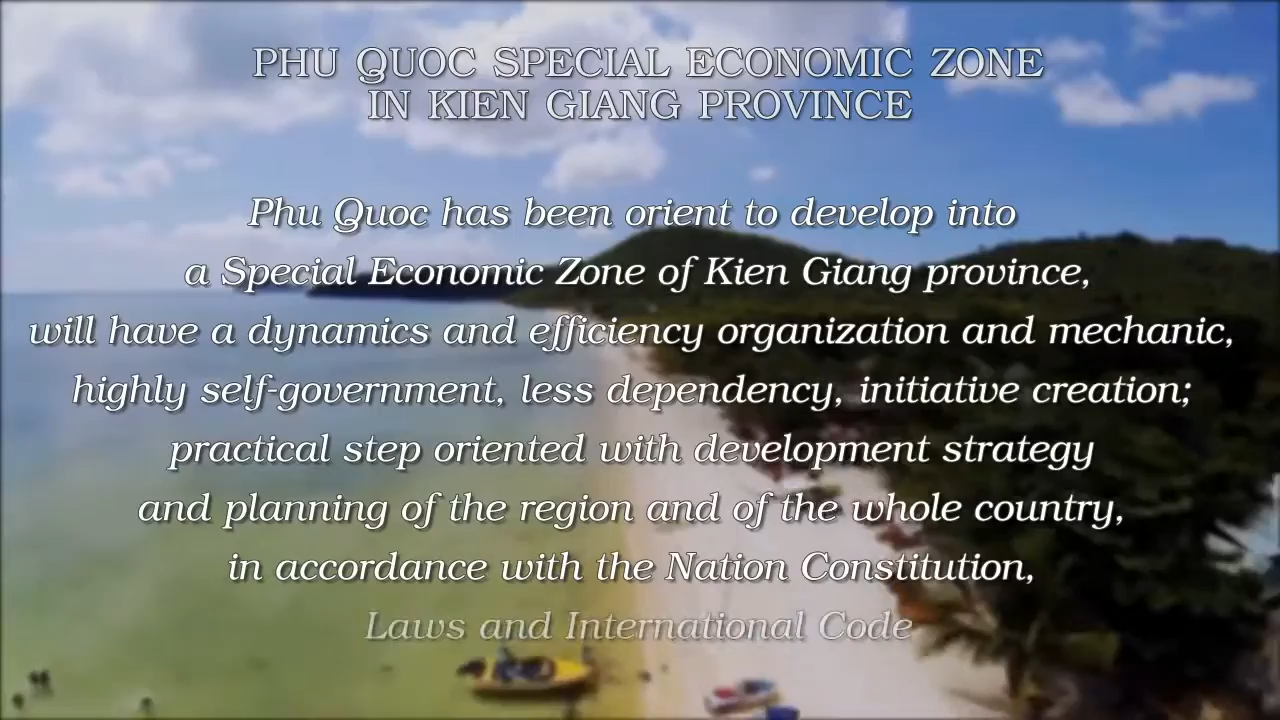 PHU QUOC SPECIAL ECONOMIC ZONE
IN KIEN GIANG PROVINCE
Phu Quoc has been orient to develop into
a Special Economic Zone of Kien Giang province,
will have a dynamics and efficiency organization and mechanic,
highly self-government, less dependency, initiative creation;
practical step oriented with development strategy
and planning of the region and of the whole country,
in accordance with the Nation Constitution,
Laws and International Code